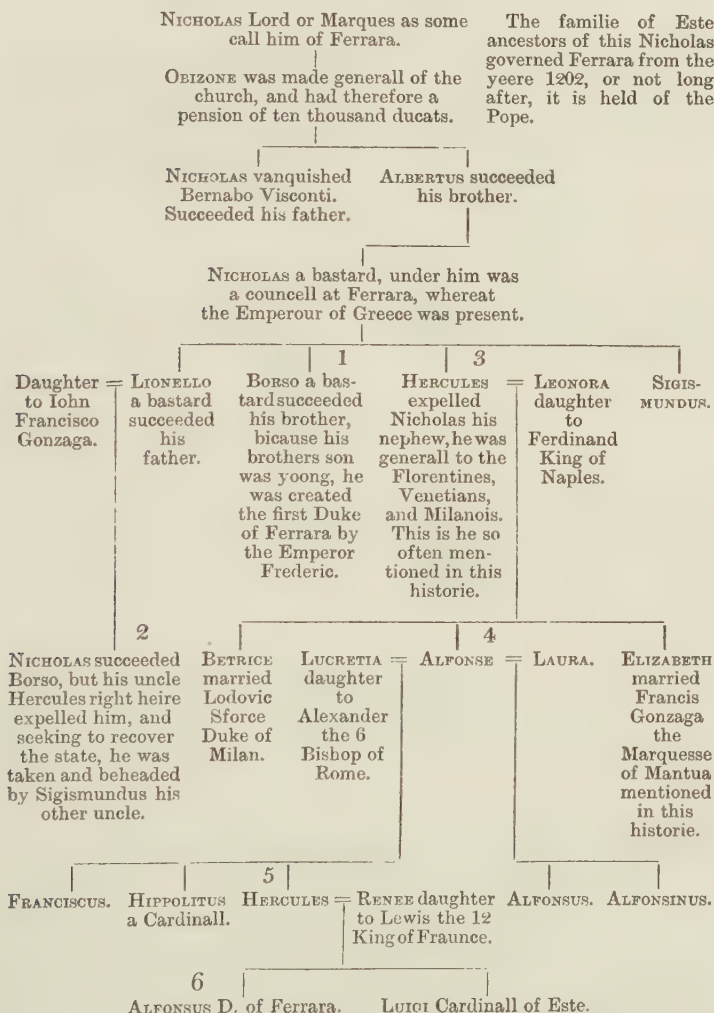 NICHOLAS Lord or Marques as some
call him of Ferrara.
The familie of Este
ancestors of this Nicholas
governed Ferrara from the
yeere 1202, or not long
after, it is held of the
Pope.
OBIZONE was made generall of the
church, and had therefore a
pension of ten thousand ducats.
NICHOLAS vanquished
Bernabo Visconti.
Succeeded his father.
ALBERTUS succeeded
his brother.
NICHOLAS a bastard, under him was
a councell at Ferrara, whereat
the Emperour of Greece was present.
Daughter
to Iohn
Francisco
Gonzaga.
=
LIONELLO
a bastard
succeeded
his
father.
1
BORSO a bas-
tard succeeded
his brother,
bicause his
brothers son
was yoong, he
was created
the first Duke
of Ferrara by
the Emperor
Frederic.
3
HERCULES
expelled
Nicholas his
nephew, he was
generall to the
Florentines,
Venetians,
and Milanois.
This is he so
often men-
tioned in this
historie.
=
LEONORA
daughter
to
Ferdinand
King of
Naples.
SIGIS-
MUNDUS.
2
NICHOLAS succeeded
Borso, but his uncle
Hercules right heire
expelled him, and
seeking to recover
the state, he was
taken and beheaded
by Sigismundus his
other uncle.
BETRICE
married
Lodovic
Sforce
Duke of
Milan.
LUCRETIA
daughter
to
Alexander
the 6
Bishop of
Rome.
=
4
ALFONSE
=
LAURA.
ELIZABETH
married
Francis
Gonzaga
the
Marquesse
of Mantua
mentioned
in this
historie.
FRANCISCUS.
HIPPOLITUS
a Cardinall.
5
HERCULES
=
RENEE daughter
to Lewis the 12
King of Fraunce.
ALFONSUS.
ALFONSINUS.
6
ALFONSUS D. of Ferrara.
LUIGI Cardinall of Este.